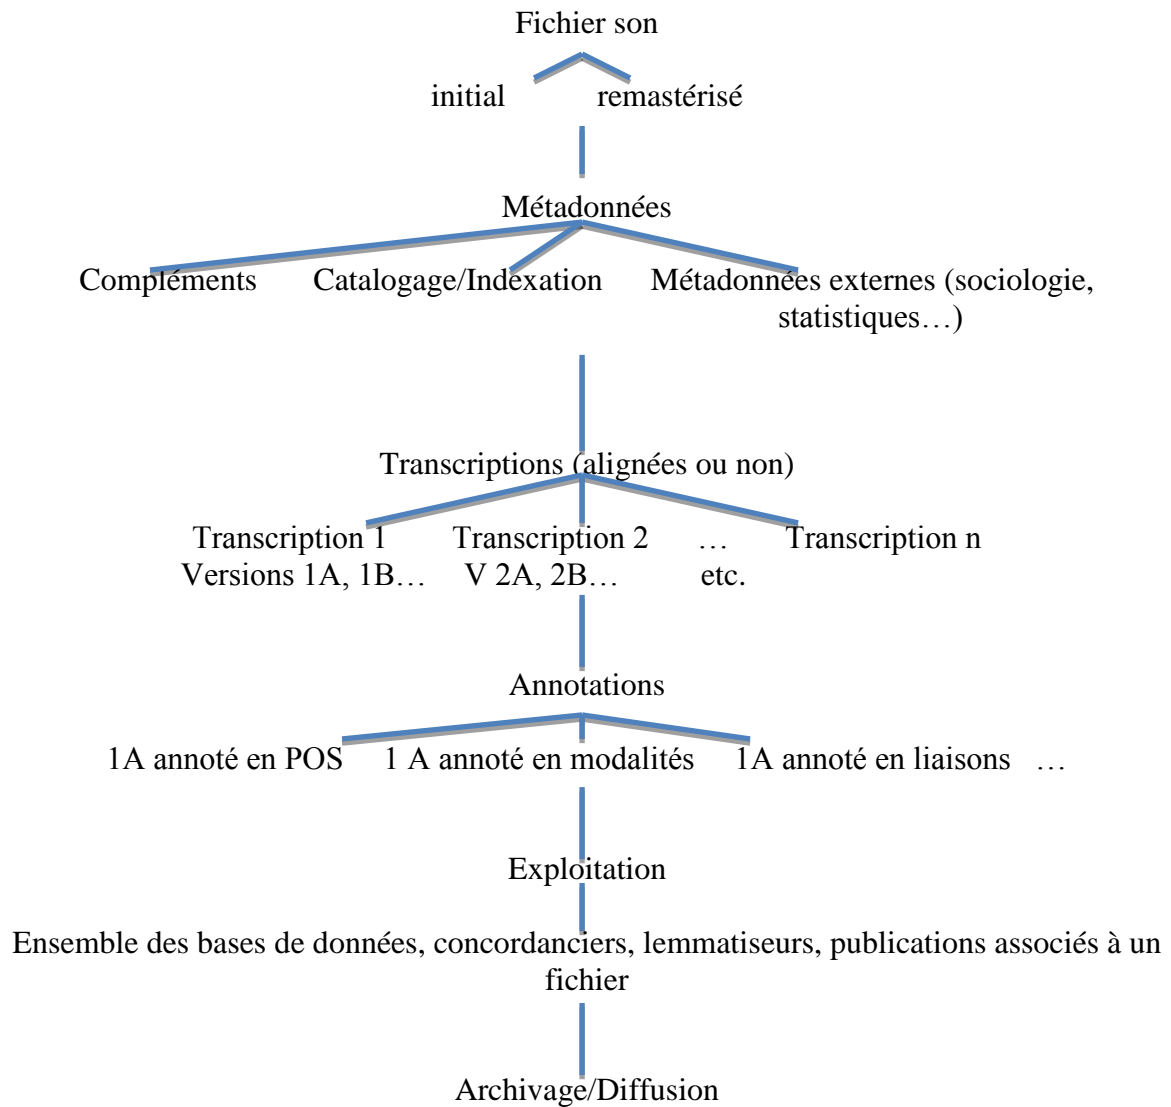 Fichier son
initial remastérisé
Métadonnées
Compléments Catalogage/Indexation Métadonnées externes (sociologie,
statistiques…)
Transcriptions (alignées ou non)
Transcription 1 Transcription 2 … Transcription n
Versions 1A, 1B… V 2A, 2B… etc.
Annotations
1A annoté en POS 1 A annoté en modalités 1A annoté en liaisons …
Exploitation
Ensemble des bases de données, concordanciers, lemmatiseurs, publications associés à un
fichier
Archivage/Diffusion